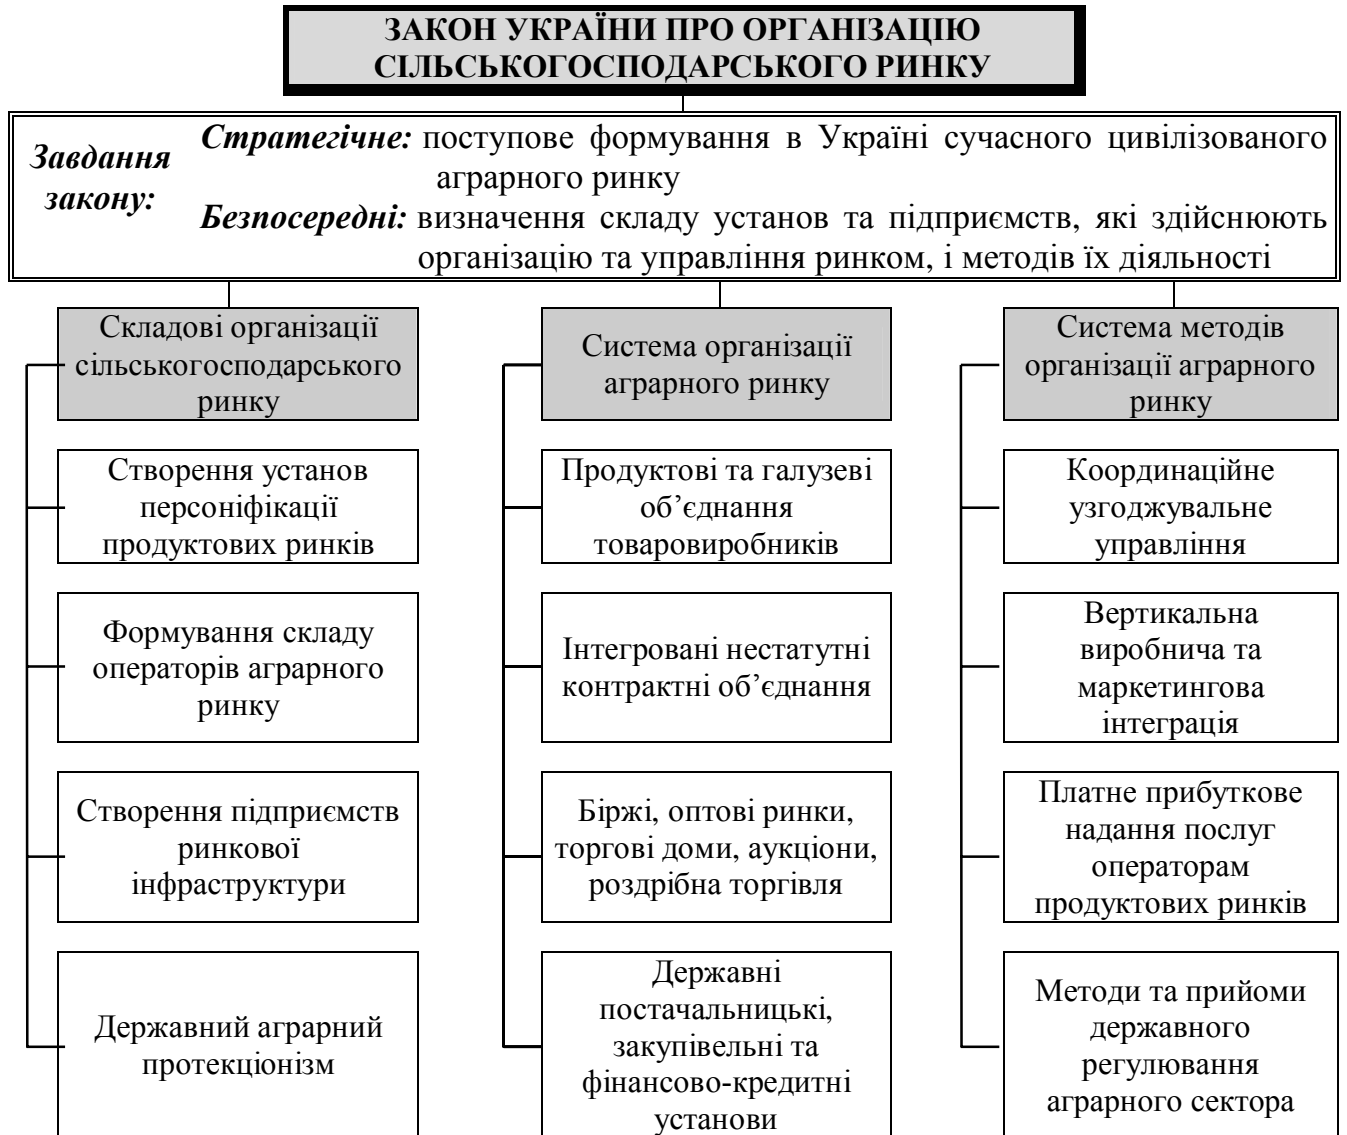 ЗАКОН УКРАЇНИ ПРО ОРГАНІЗАЦІЮ
СІЛЬСЬКОГОСПОДАРСЬКОГО РИНКУ
Завдання
закону:
Стратегічне: поступове формування в Україні сучасного цивілізованого
аграрного ринку
Безпосередні: визначення складу установ та підприємств, які здійснюють
організацію та управління ринком, і методів їх діяльності
Складові організації
сільськогосподарського
ринку
Створення установ
персоніфікації
продуктових ринків
Формування складу
операторів аграрного
ринку
Створення підприємств
ринкової
інфраструктури
Державний аграрний
протекціонізм
Система організації
аграрного ринку
Продуктові та галузеві
об’єднання
товаровиробників
Інтегровані нестатутні
контрактні об’єднання
Біржі, оптові ринки,
торгові доми, аукціони,
роздрібна торгівля
Державні
постачальницькі,
закупівельні та
фінансово-кредитні
установи
Система методів
організації аграрного
ринку
Координаційне
узгоджувальне
управління
Вертикальна
виробнича та
маркетингова
інтеграція
Платне прибуткове
надання послуг
операторам
продуктових ринків
Методи та прийоми
державного
регулювання
аграрного сектора